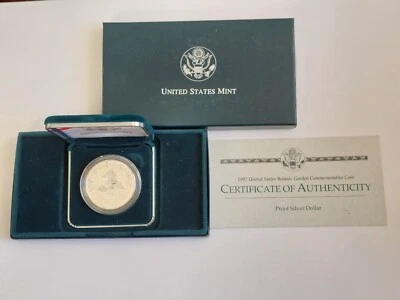 UNITED STATES MINT
1997 United States Botanic Garden Commemorative Coin
CERTIFICATE OF AUTHENTICITY
Proof Silver Dollar